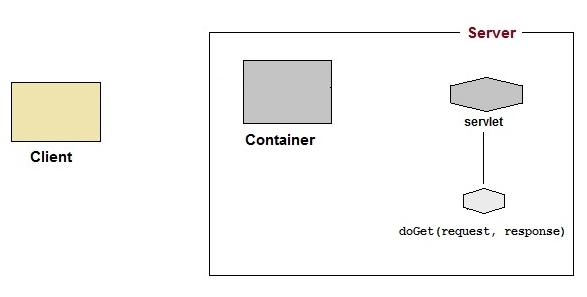 Server
servlet
Container
Client
doGet(request, response)